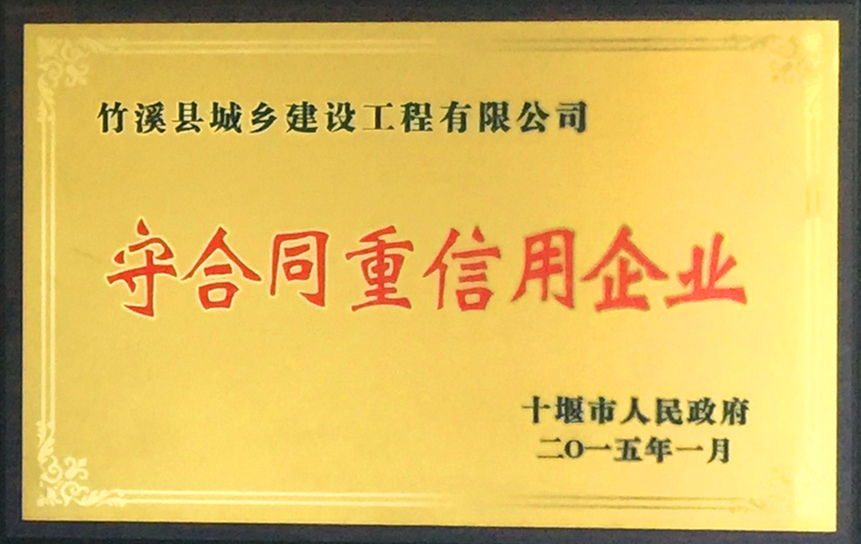 竹溪县城乡建设工程有限公司
守合同重信用企业
十堰市人民政府
二〇一五年一月